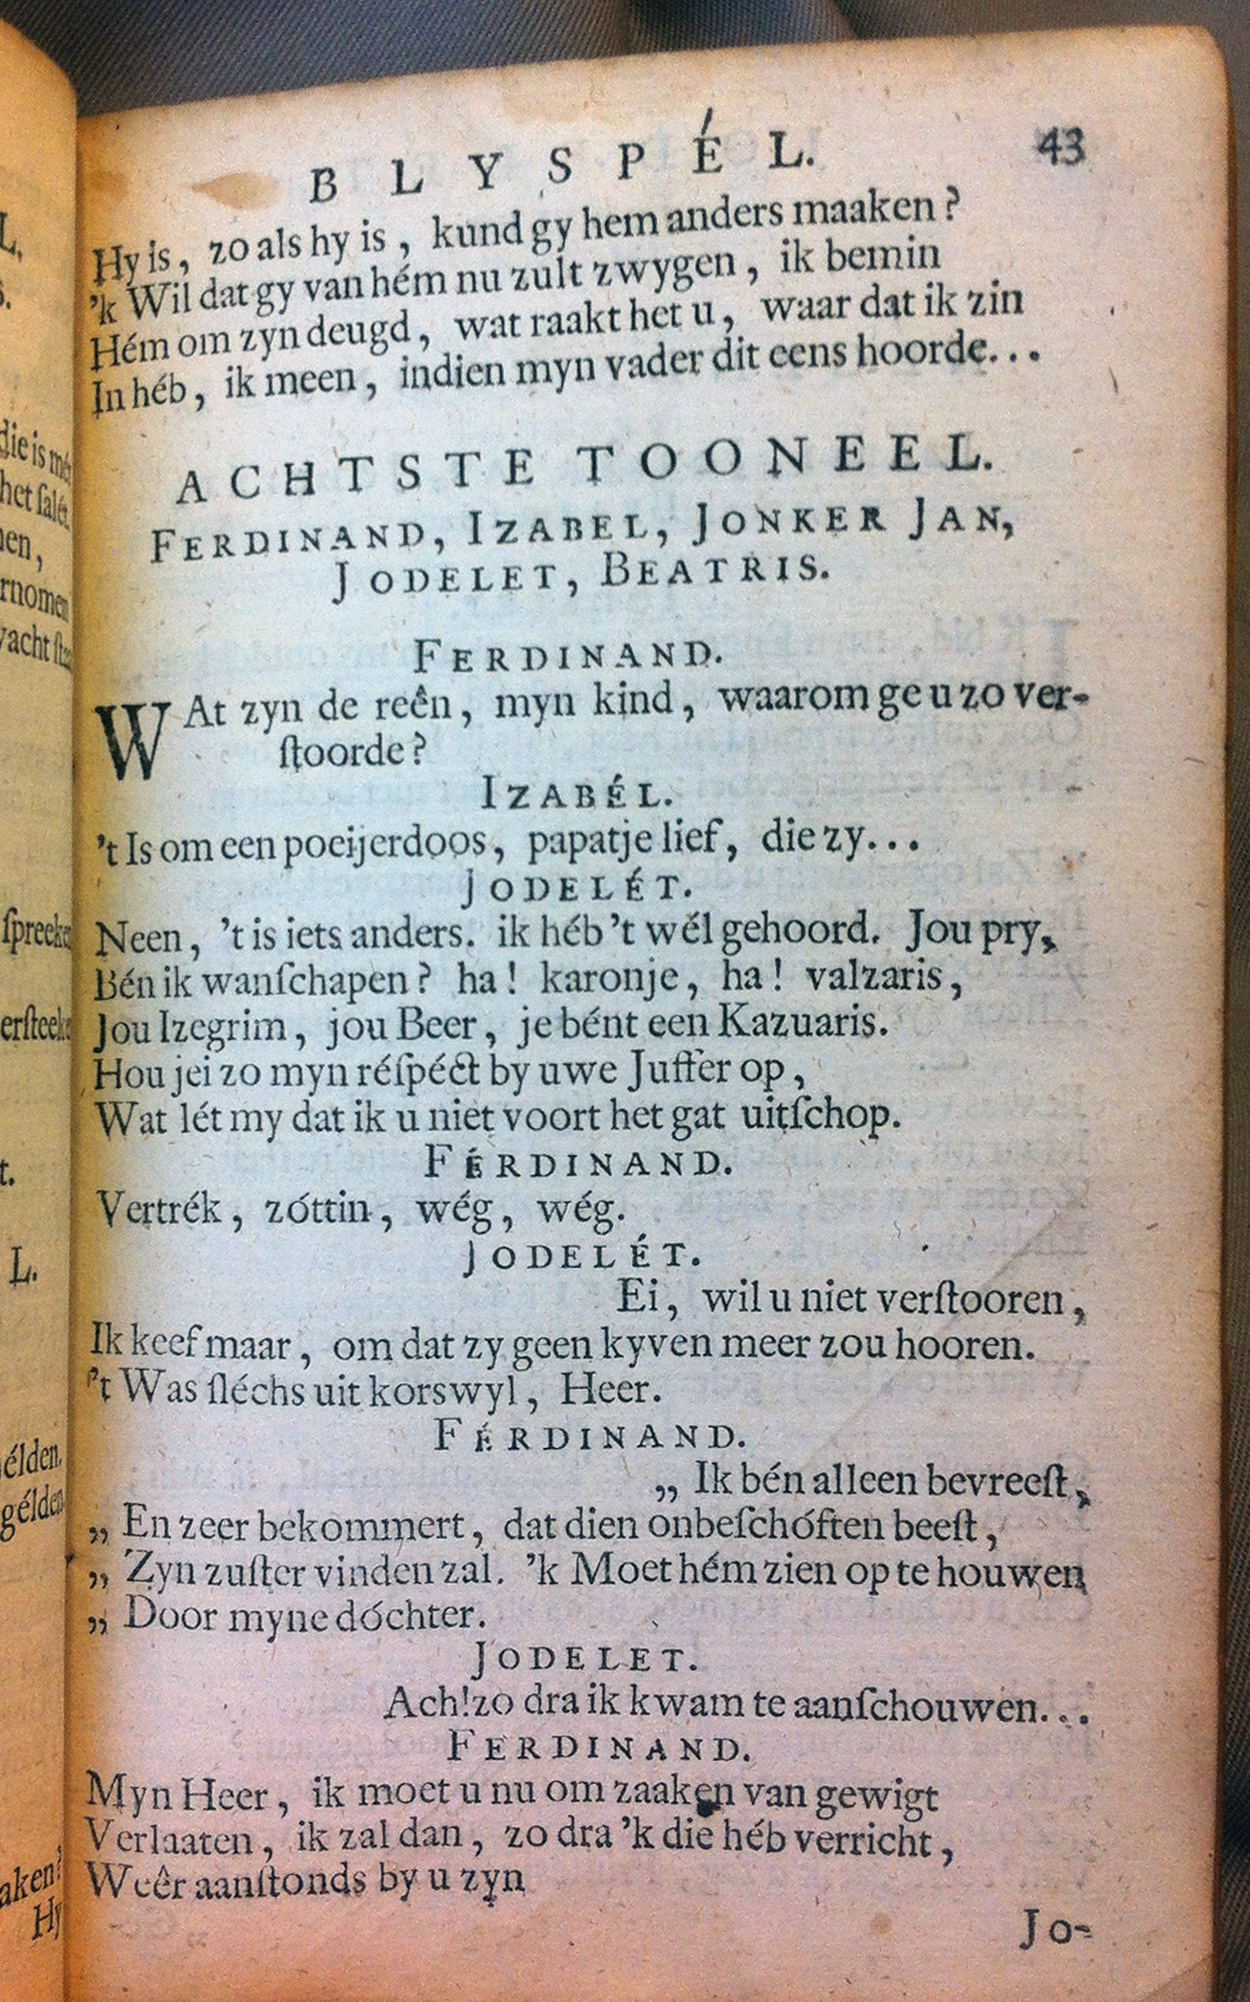 BLYSPÉL. 43
Hy is, zo als hy is, kund gy hem anders maaken?
'k Wil dat gy van hém nu zult zwygen, ik bemin
Hém om zyn deugd, wat raakt het u, waar dat ik zin
In héb, ik meen, indien myn vader dit eens hoorde...
ACHTSTE TOONEEL.
FERDINAND, IZABEL, JONKER JAN,
JODELET, BEATRIS.
FERDINAND.
WAt zyn de reên, myn kind, waarom ge u zo ver-
ſtoorde?
IZABÉL.
't Is om een poeijerdoos, papatje lief, die zy...
JODELÉT.
Neen, 't is iets anders. ik héb 't wél gehoord. Jou pry,
Bén ik wanſchapen? ha! karonje, ha! valzaris,
Jou Izegrim, jou Beer, je bént een Kazuaris.
Hou jei zo myn réſpéct by uwe Juffer op,
Wat lét my dat ik u niet voort het gat uitſchop.
FÉRDINAND.
Vertrék, zóttin, wég, wég.
JODELÉT.
Ei, wil u niet verſtooren,
Ik keef maar, om dat zy geen kyven meer zou hooren.
't Was ſléchs uit korswyl, Heer.
FÉRDINAND.
„ Ik bén alleen bevreeſt,
„ En zeer bekommert, dat dien onbeſchóften beeſt,
„ Zyn zuſter vinden zal. 'k Moet hém zien op te houwen
„ Door myne dóchter.
JODELET.
Ach! zo dra ik kwam te aanſchouwen...
FERDINAND.
Myn Heer, ik moet u nu om zaaken van gewigt
Verlaaten, ik zal dan, zo dra 'k die héb verricht,
Weêr aanſtonds by u zyn
Jo-
L.
die is
het ſalét.
L.
élden.
gélden
aken?
Hy